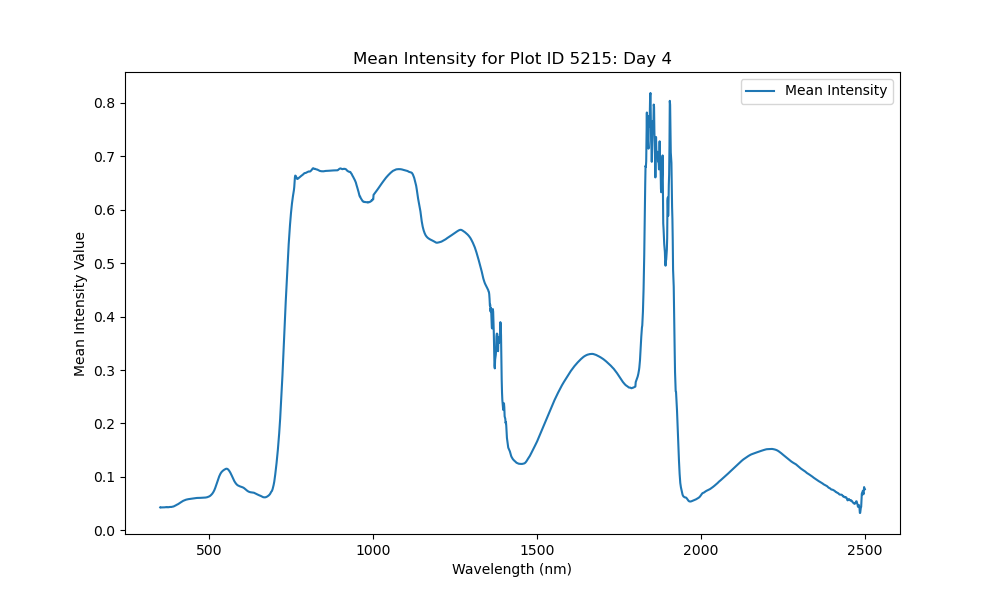 Mean Intensity for Plot ID 5215: Day 4
Mean Intensity
0.8
0.7
0.6
0.5
0.4
0.3
0.2
0.1
0.0
Mean Intensity Value
500 1000 1500 2000 2500
Wavelength (nm)